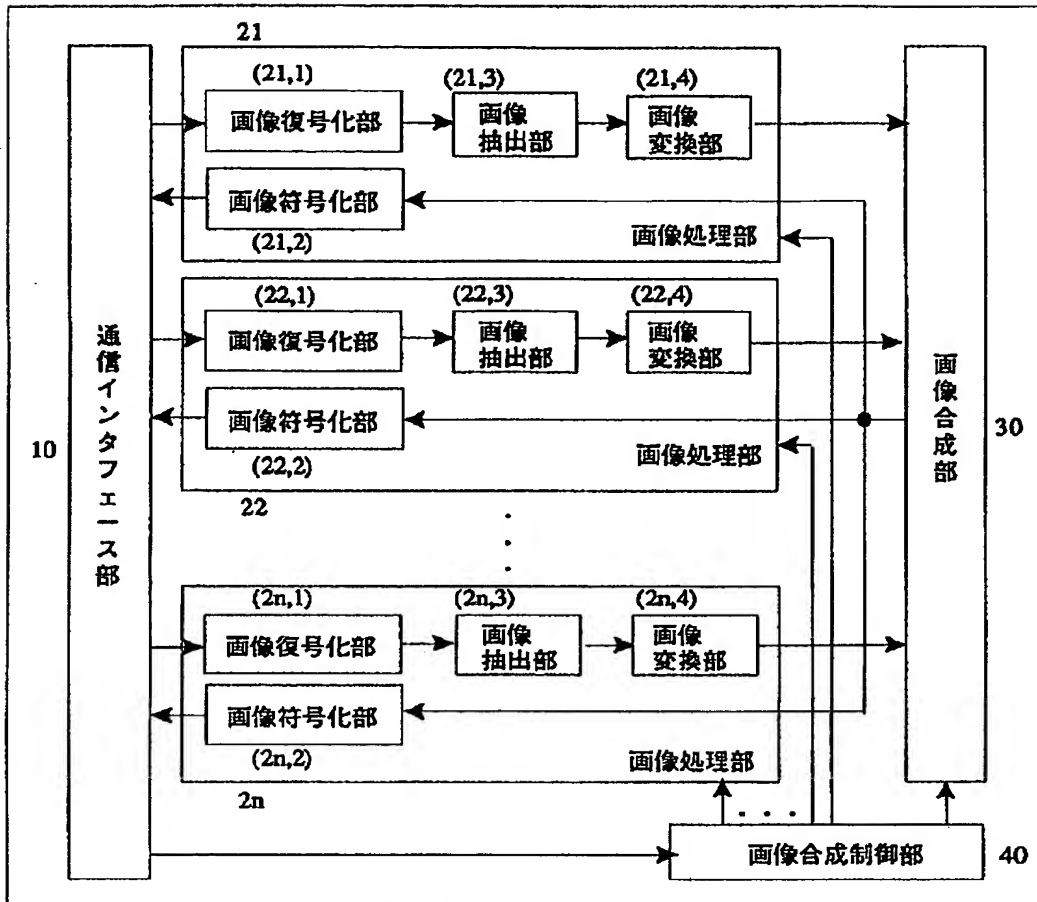 21
(21,1)
(21,3)
(21,4)
画像復号化部
画像
抽出部
画像
変換部
画像符号化部
(21,2)
画像処理部
(22,1)
(22,3)
(22,4)
画像復号化部
画像
抽出部
画像
変換部
画像符号化部
(22,2)
画像処理部
22
10
通信インタフェース部
画像合成部
30
(2n,1)
(2n,3)
(2n,4)
画像復号化部
画像
抽出部
画像
変換部
画像符号化部
(2n,2)
画像処理部
2n
画像合成制御部
40